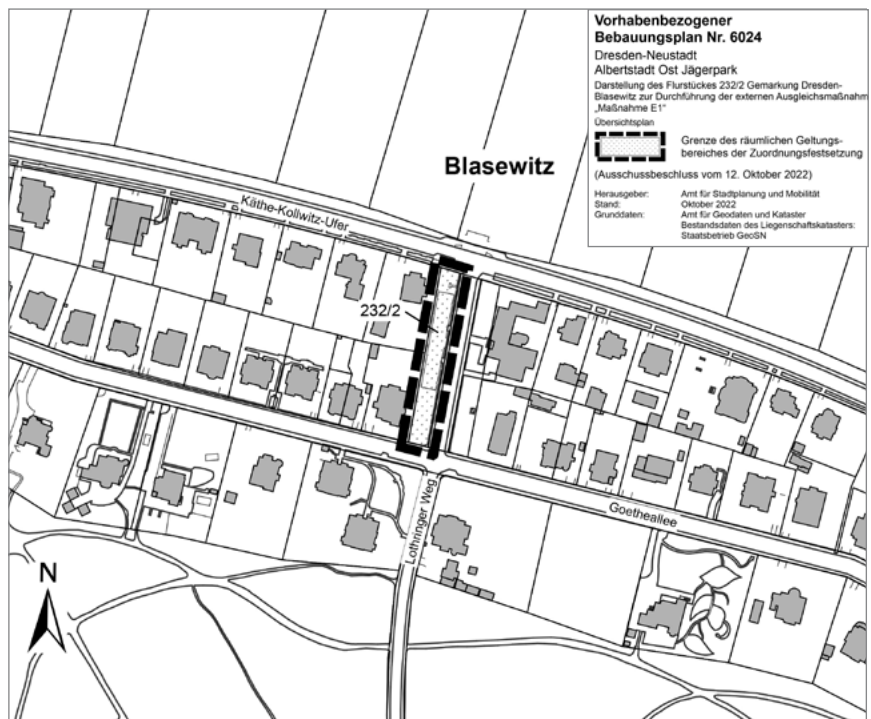 Vorhabenbezogener
Bebauungsplan Nr. 6024
Dresden-Neustadt
Albertstadt Ost Jägerpark
Darstellung des Flurstückes 232/2 Gemarkung Dresden-
Blasewitz zur Durchführung der externen Ausgleichsmaßnahm
„Maßnahme E1"
Übersichtsplan
Grenze des räumlichen Geltungs-
bereiches der Zuordnungsfestsetzung
(Ausschussbeschluss vom 12. Oktober 2022)
Herausgeber: Amt für Stadtplanung und Mobilität
Stand: Oktober 2022
Grunddaten: Amt für Geodaten und Kataster
Bestandsdaten des Liegenschaftskatasters:
Staatsbetrieb GeoSN
Blasewitz
Käthe-Kollwitz-Ufer
232/2
Goetheallee
Lothringer Weg
N